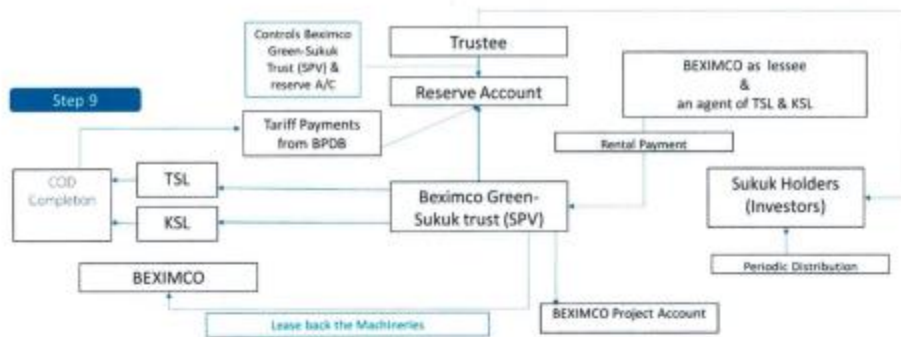 Controls Beximco
Green-Sukuk
Trust (SPV) &
reserve A/C
Trustee
BEXIMCO as lessee
&
an agent of TSL & KSL
Step 9
Reserve Account
Tariff Payments
from BPDB
Rental Payment
COD
Completion
TSL
KSL
Beximco Green-
Sukuk trust (SPV)
Sukuk Holders
(Investors)
Periodic Distribution
BEXIMCO
Lease back the Machineries
BEXIMCO Project Account